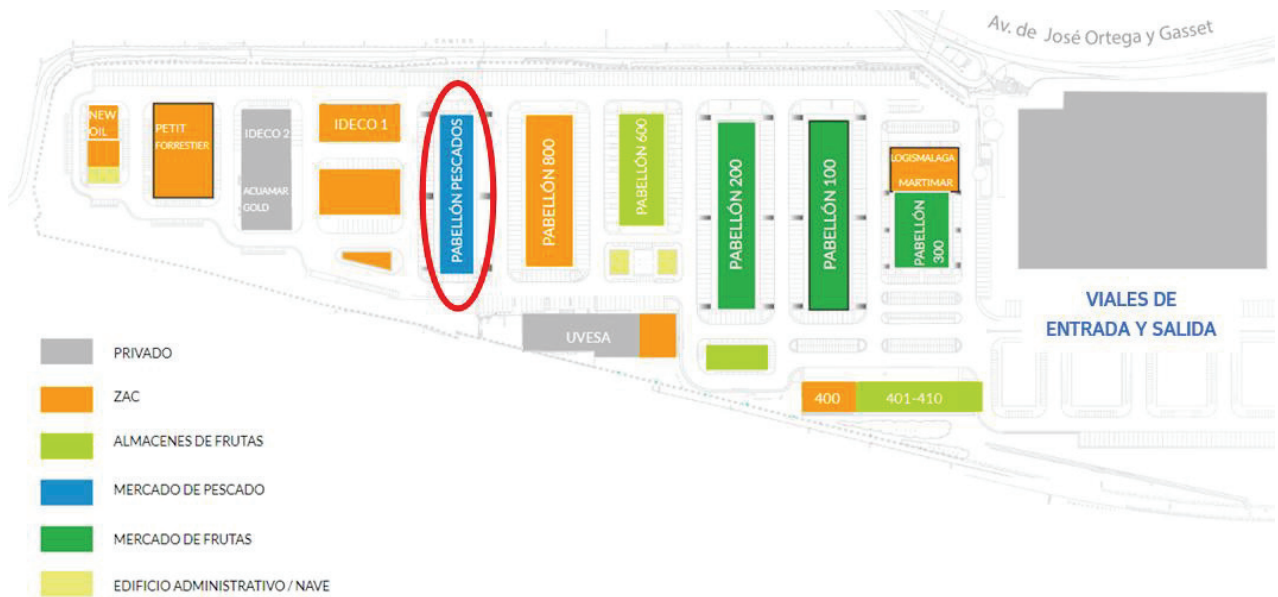 Av. de José Ortega y Gasset
NEW
OIL
PETIT
FORRESTIER
IDECO 2
ACUAMAR
GOLD
IDECO 1
PABELLÓN PESCADOS
PABELLÓN 800
PABELLÓN 600
PABELLÓN 200
PABELLÓN 100
LOGISMALAGA
MARTIMAR
PABELLÓN
300
VIALES DE
ENTRADA Y SALIDA
UVESA
400
401-410
PRIVADO
ZAC
ALMACENES DE FRUTAS
MERCADO DE PESCADO
MERCADO DE FRUTAS
EDIFICIO ADMINISTRATIVO / NAVE